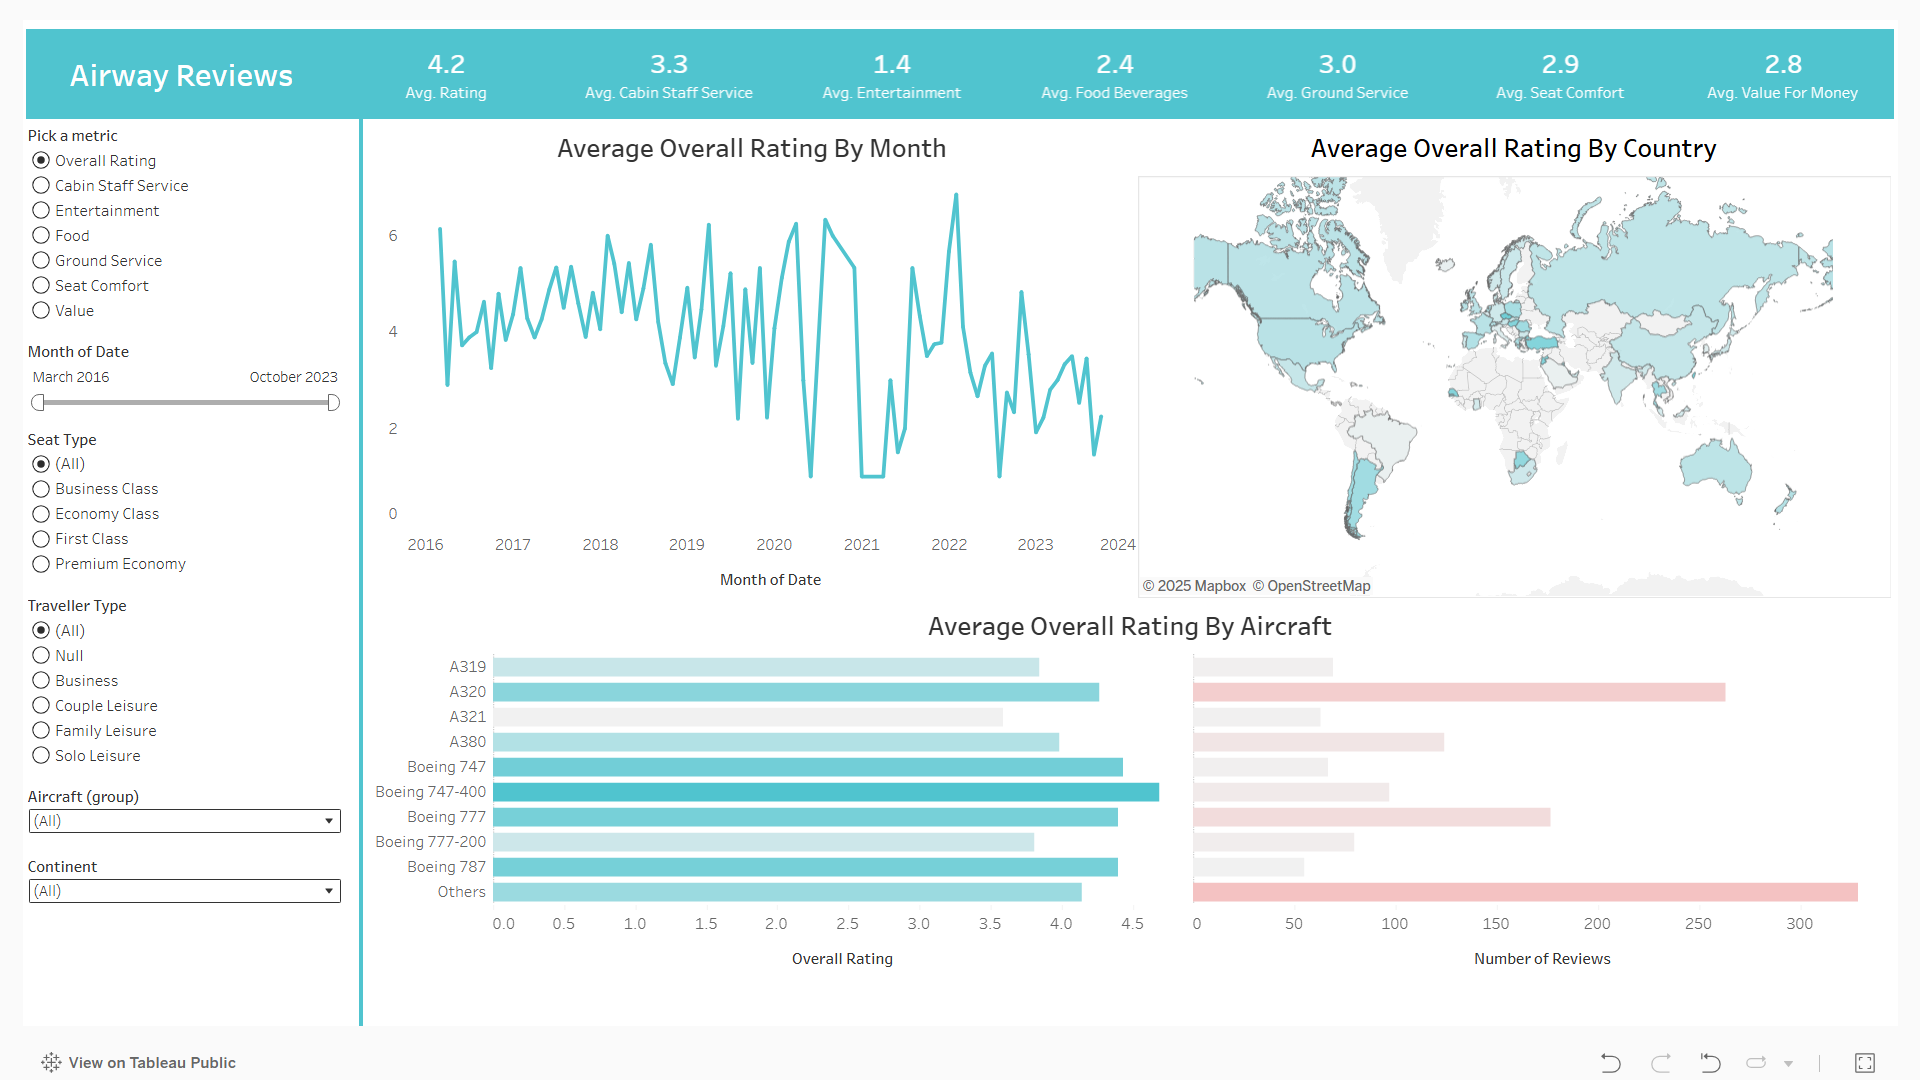 Airway Reviews
4.2
Avg. Rating
3.3
Avg. Cabin Staff Service
1.4
Avg. Entertainment
2.4
Avg. Food Beverages
3.0
Avg. Ground Service
2.9
Avg. Seat Comfort
2.8
Avg. Value For Money
Pick a metric
Overall Rating
Cabin Staff Service
Entertainment
Food
Ground Service
Seat Comfort
Value
Month of Date
March 2016 October 2023
Seat Type
(All)
Business Class
Economy Class
First Class
Premium Economy
Traveller Type
(All)
Null
Business
Couple Leisure
Family Leisure
Solo Leisure
Aircraft (group)
(All)
Continent
(All)
Average Overall Rating By Month
6
4
2
0
2016 2017 2018 2019 2020 2021 2022 2023 2024
Month of Date
Average Overall Rating By Country
© 2025 Mapbox © OpenStreetMap
Average Overall Rating By Aircraft
A319
A320
A321
A380
Boeing 747
Boeing 747-400
Boeing 777
Boeing 777-200
Boeing 787
Others
0.0 0.5 1.0 1.5 2.0 2.5 3.0 3.5 4.0 4.5
Overall Rating
0 50 100 150 200 250 300
Number of Reviews
View on Tableau Public